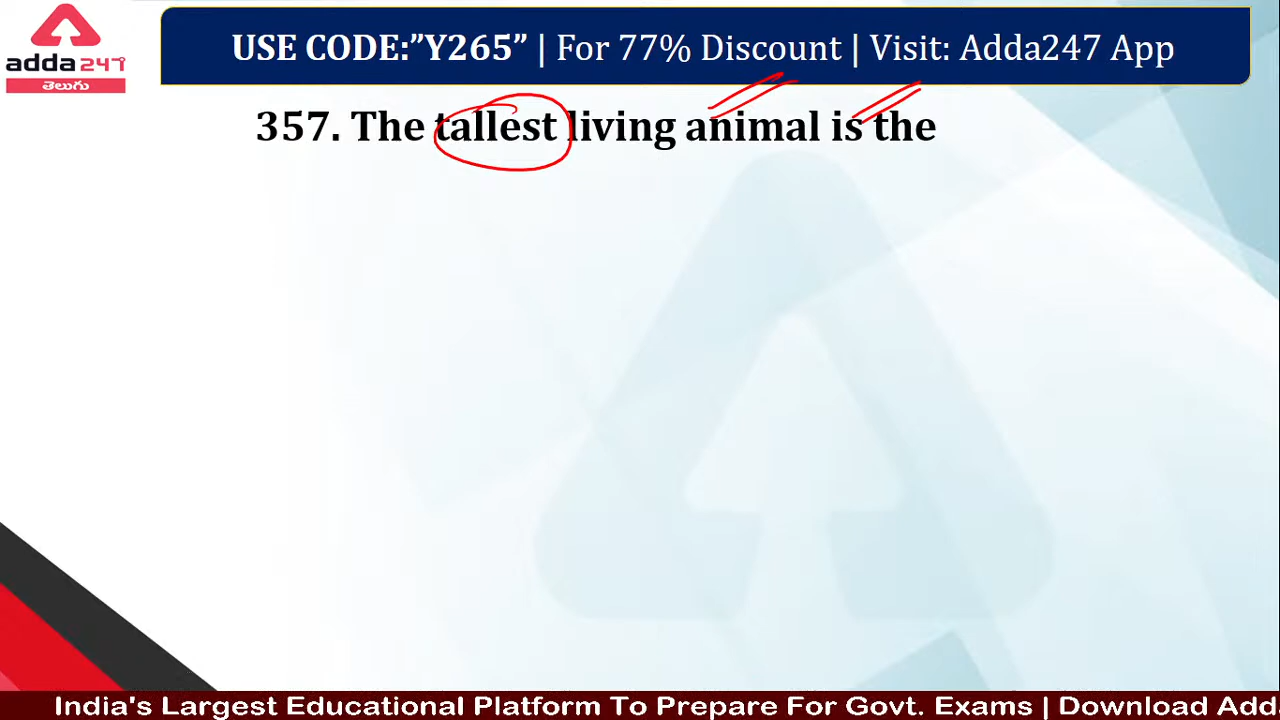 adda247
తెలుగు
USE CODE:”Y265” | For 77% Discount | Visit: Adda247 App
357. The tallest living animal is the
India's Largest Educational Platform To Prepare For Govt. Exams | Download Adda